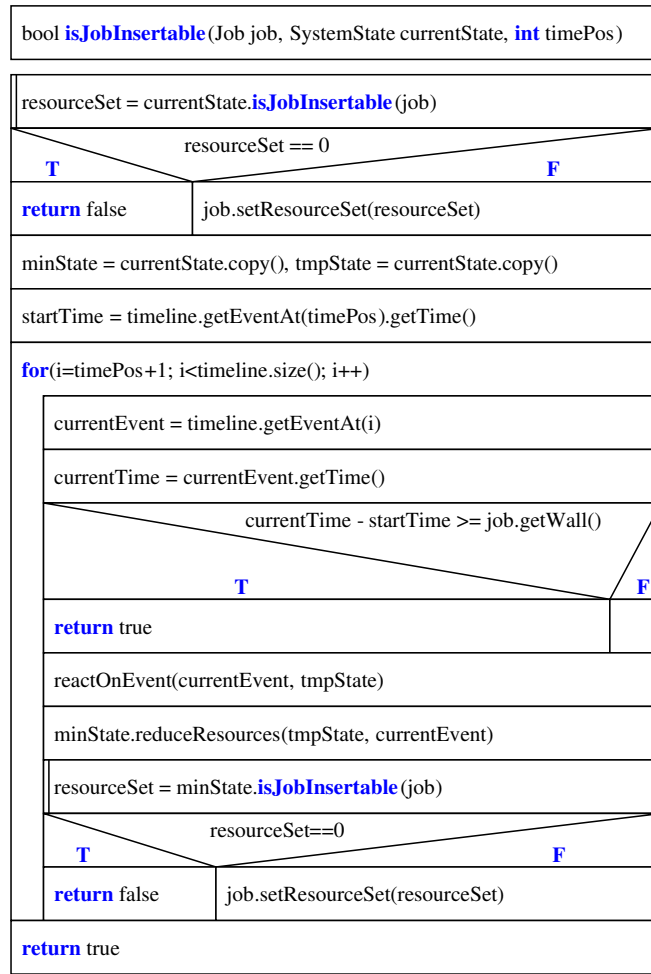 bool isJobInsertable(Job job, SystemState currentState, int timePos)
resourceSet = currentState.isJobInsertable(job)
resourceSet == 0
T
F
return false
job.setResourceSet(resourceSet)
minState = currentState.copy(), tmpState = currentState.copy()
startTime = timeline.getEventAt(timePos).getTime()
for(i=timePos+1; i<timeline.size(); i++)
currentEvent = timeline.getEventAt(i)
currentTime = currentEvent.getTime()
currentTime - startTime >= job.getWall()
T
F
return true
reactOnEvent(currentEvent, tmpState)
minState.reduceResources(tmpState, currentEvent)
resourceSet = minState.isJobInsertable(job)
resourceSet==0
T
F
return false
job.setResourceSet(resourceSet)
return true